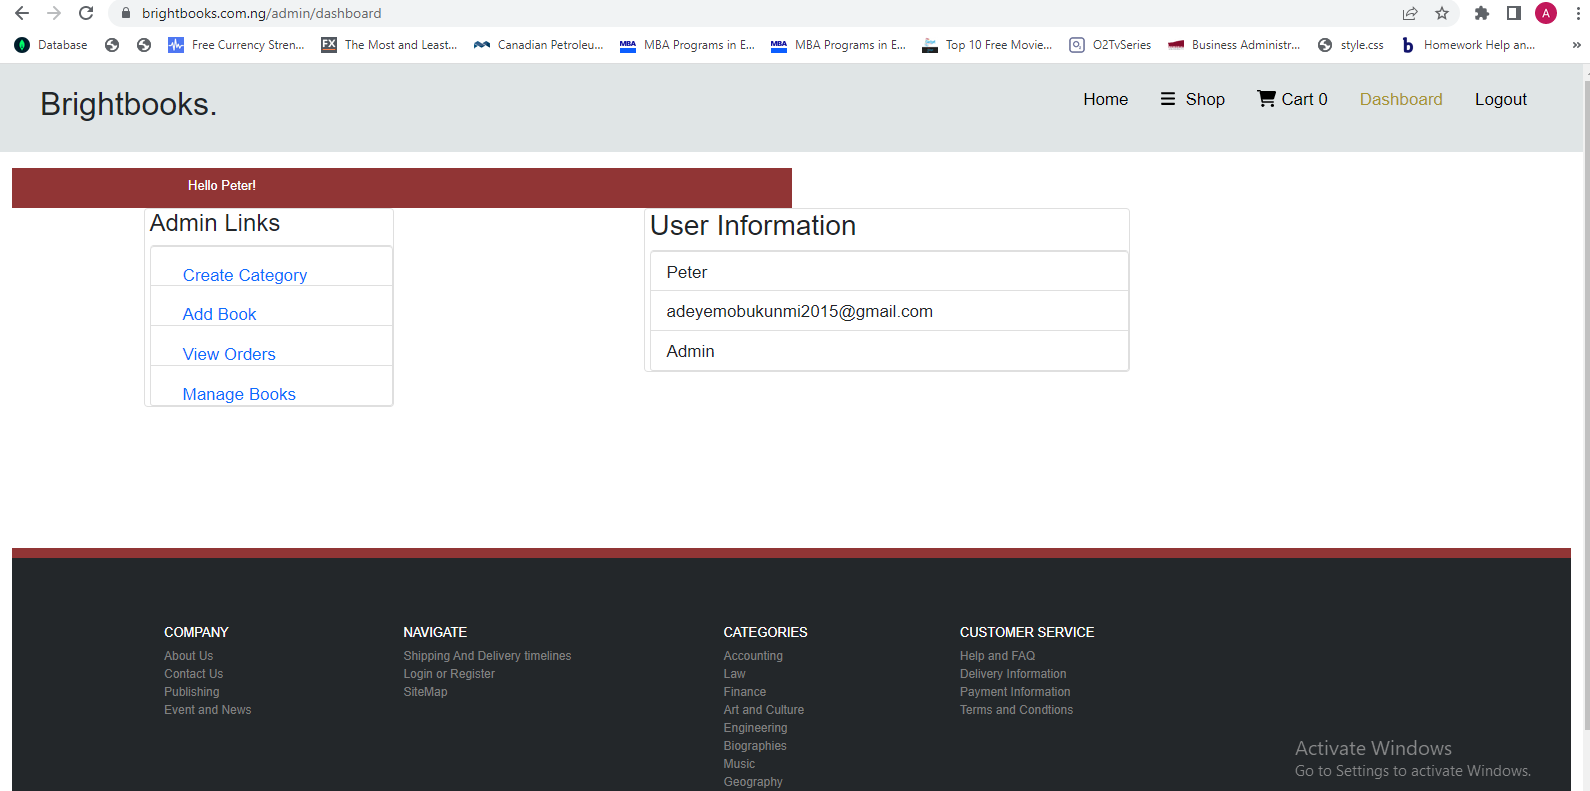 brightbooks.com.ng/admin/dashboard
A
Database
Free Currency Stren...
FX
The Most and Least...
Canadian Petroleu...
MBA
MBA Programs in E...
MBA
MBA Programs in E...
Top 10 Free Movie...
O2TvSeries
Business Administr...
style.css
b
Homework Help an...
»
Brightbooks.
Home
Shop
Cart 0
Dashboard
Logout
Hello Peter!
Admin Links
Create Category
Add Book
View Orders
Manage Books
User Information
Peter
adeyemobukunmi2015@gmail.com
Admin
COMPANY
About Us
Contact Us
Publishing
Event and News
NAVIGATE
Shipping And Delivery timelines
Login or Register
SiteMap
CATEGORIES
Accounting
Law
Finance
Art and Culture
Engineering
Biographies
Music
Geography
CUSTOMER SERVICE
Help and FAQ
Delivery Information
Payment Information
Terms and Condtions
Activate Windows
Go to Settings to activate Windows.